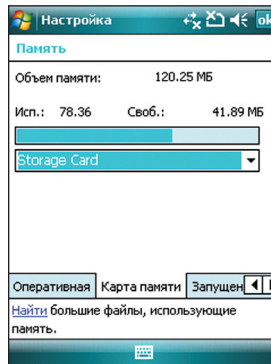 Настройка ok
Память
Объем памяти: 120.25 МБ
Исп.: 78.36 Своб.: 41.89 МБ
Storage Card
Оперативная Карта памяти Запущен
Найти большие файлы, использующие
память.